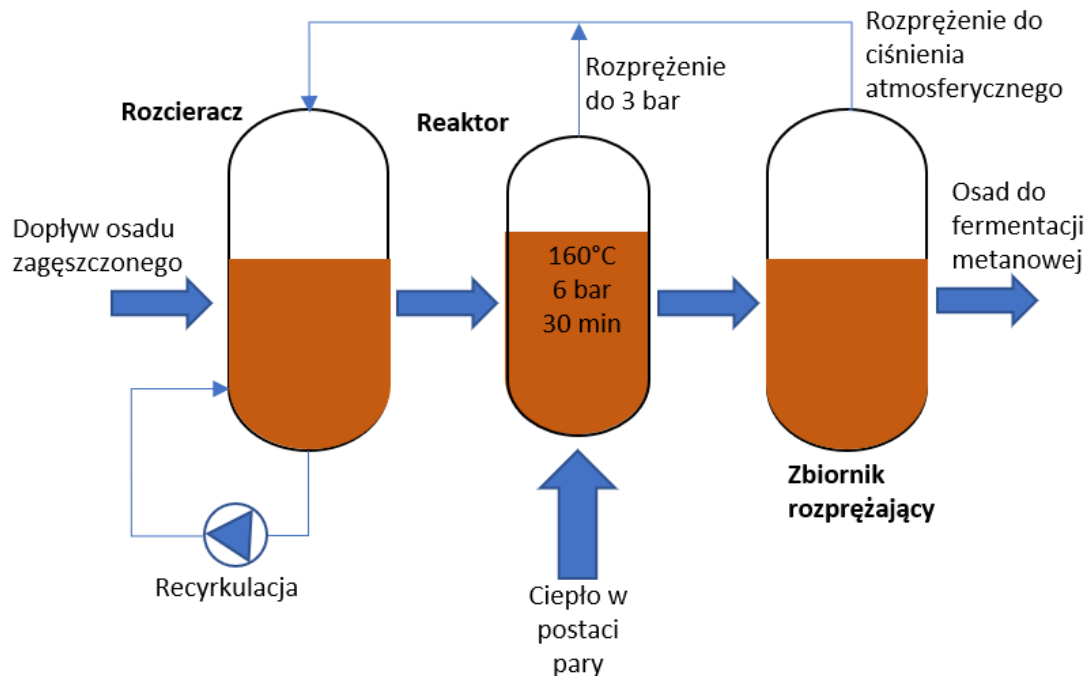 Rozprężenie do
ciśnienia
atmosferycznego
Rozprężenie
do 3 bar
Rozcieracz
Reaktor
Dopływ osadu
zagęszczonego
160°C
6 bar
30 min
Osad do
fermentacji
metanowej
Zbiornik
rozprężający
Recyrkulacja
Ciepło w
postaci
pary